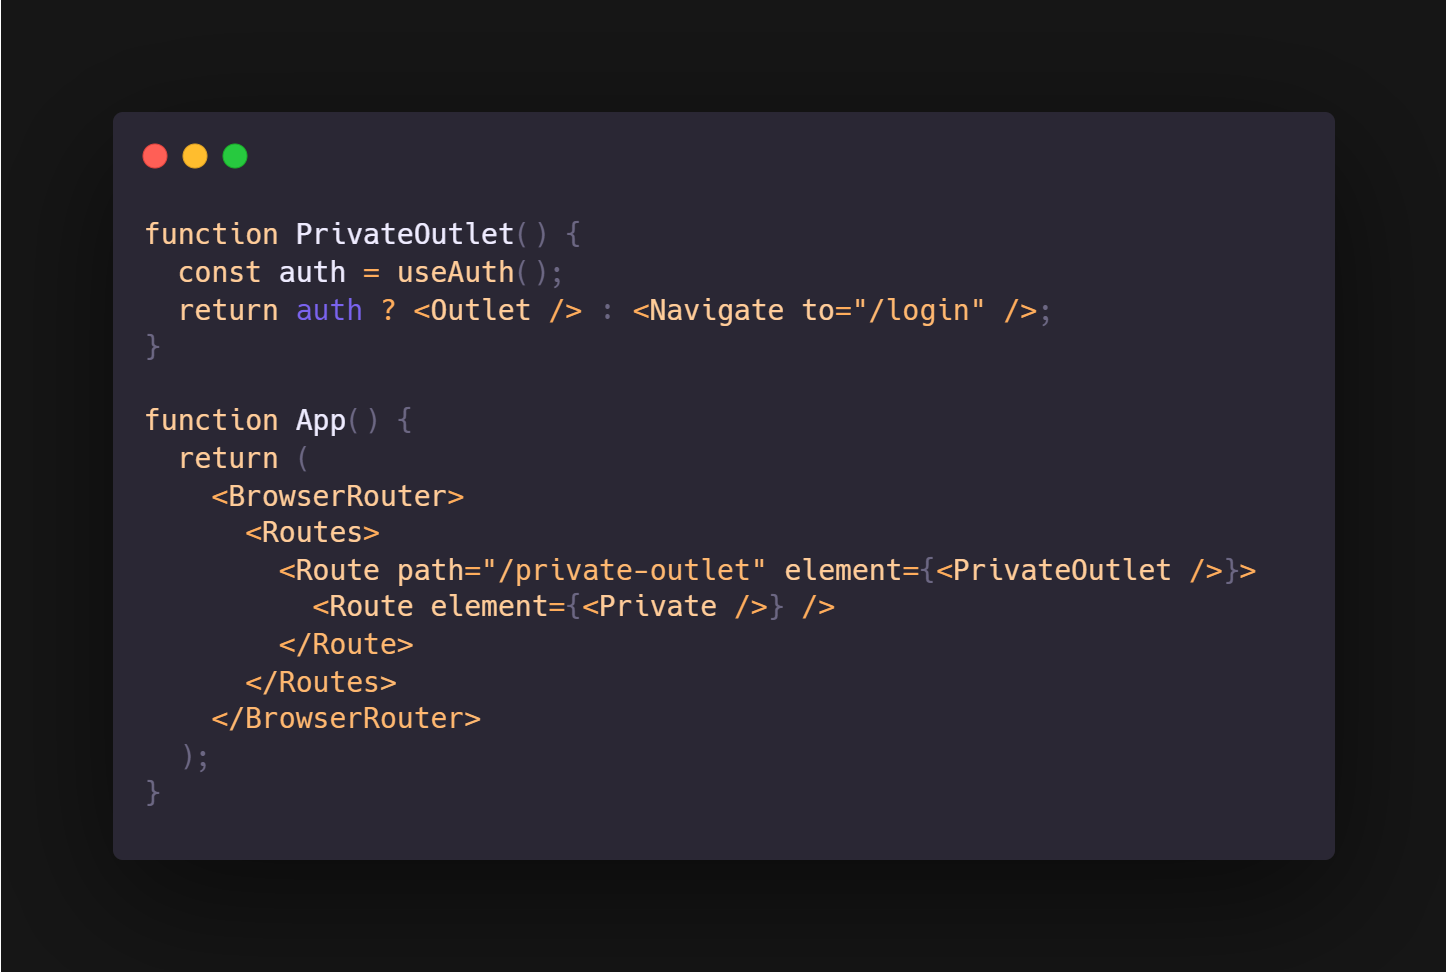 function PrivateOutlet() {
  const auth = useAuth();
  return auth ? <Outlet /> : <Navigate to="/login" />;
}

function App() {
  return (
    <BrowserRouter>
      <Routes>
        <Route path="/private-outlet" element={<PrivateOutlet />}>
          <Route element={<Private />} />
        </Route>
      </Routes>
    </BrowserRouter>
  );
}